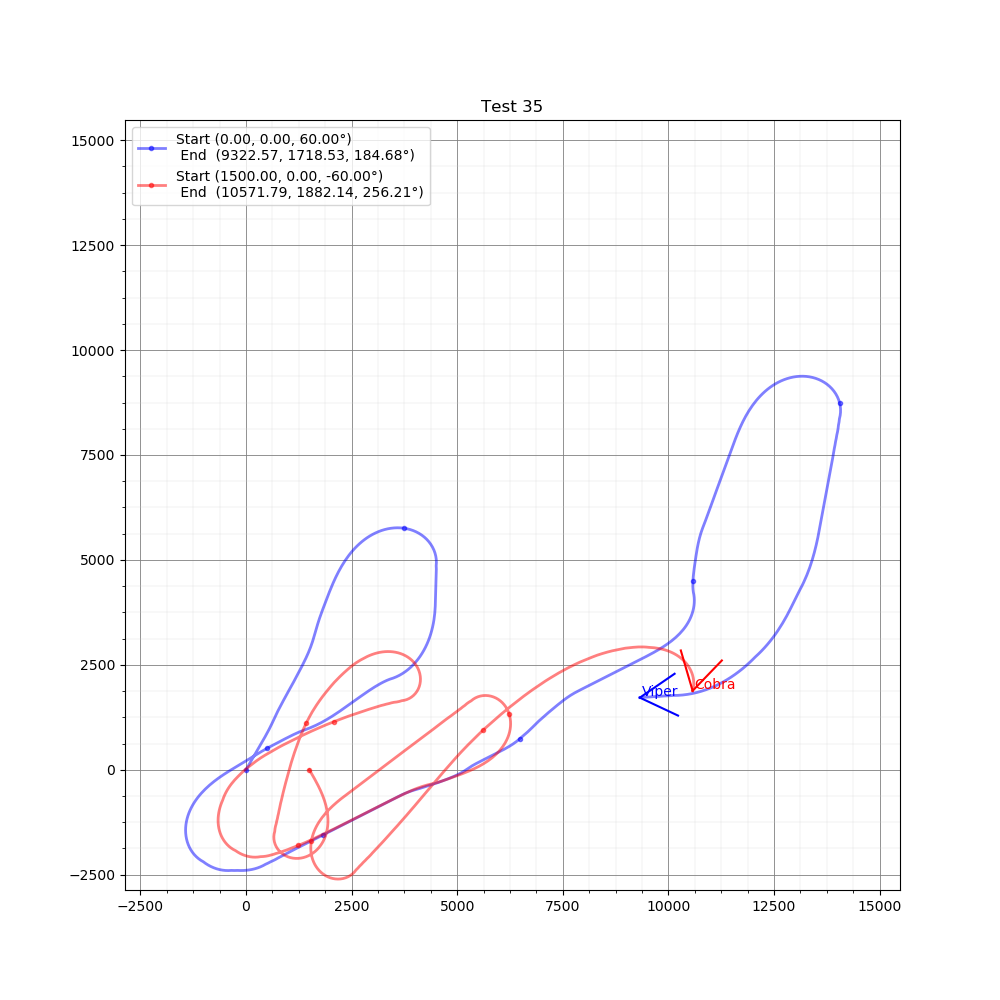 Test 35
Start (0.00, 0.00, 60.00°)
End (9322.57, 1718.53, 184.68°)
Start (1500.00, 0.00, -60.00°)
End (10571.79, 1882.14, 256.21°)
15000
12500
10000
7500
5000
2500
0
−2500
Viper
Cobra
−2500 0 2500 5000 7500 10000 12500 15000